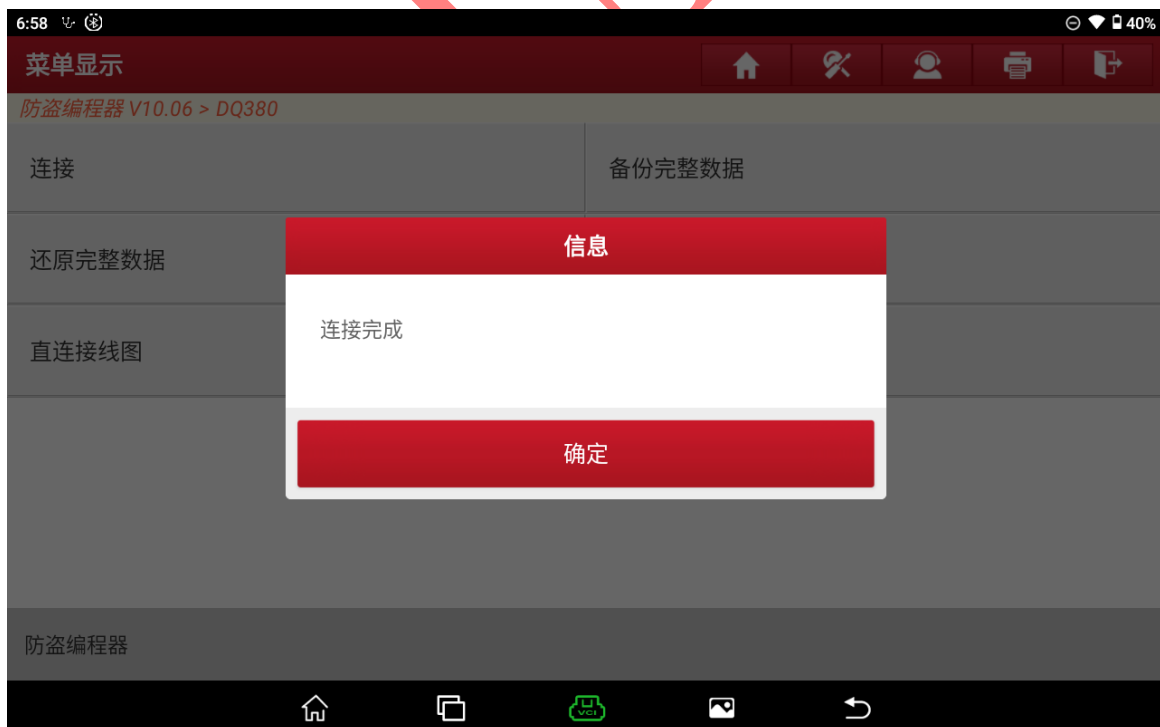 6:58
40%
菜单显示
防盗编程器 V10.06 > DQ380
连接
备份完整数据
还原完整数据
信息
直连接线图
连接完成
确定
防盗编程器
VCI